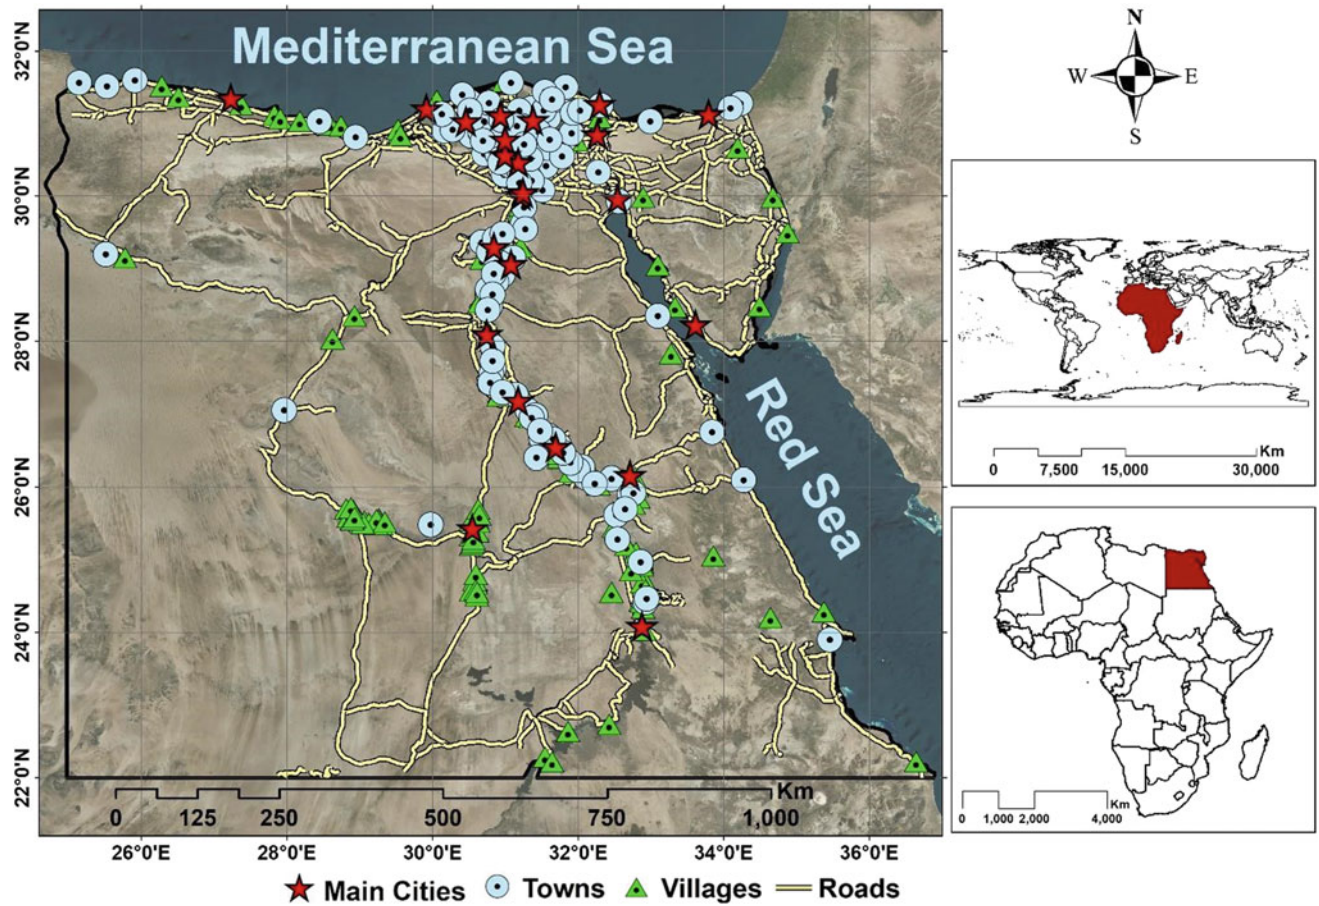 Mediterranean Sea
Red Sea
32°0'N
30°0'N
28°0'N
26°0'N
24°0'N
22°0'N
0 125 250 500 750 1,000
Km
26°0'E 28°0'E 30°0'E 32°0'E 34°0'E 36°0'E
Main Cities Towns Villages Roads
N
W E
S
Km
0 7,500 15,000 30,000
Km
0 1,000 2,000 4,000